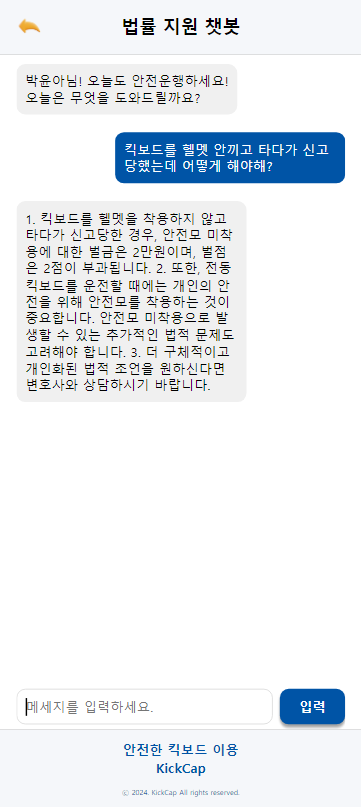 법률 지원 챗봇
박윤아님! 오늘도 안전운행하세요!
오늘은 무엇을 도와드릴까요?
킥보드를 헬멧 안끼고 타다가 신고
당했는데 어떻게 해야해?
1. 킥보드를 헬멧을 착용하지 않고
타다가 신고당한 경우, 안전모 미착
용에 대한 벌금은 2만원이며, 벌점
은 2점이 부과됩니다. 2. 또한, 전동
킥보드를 운전할 때에는 개인의 안
전을 위해 안전모를 착용하는 것이
중요합니다. 안전모 미착용으로 발
생할 수 있는 추가적인 법적 문제도
고려해야 합니다. 3. 더 구체적이고
개인화된 법적 조언을 원하신다면
변호사와 상담하시기 바랍니다.
메세지를 입력하세요.
입력
안전한 킥보드 이용
KickCap
ⓒ 2024. KickCap All rights reserved.